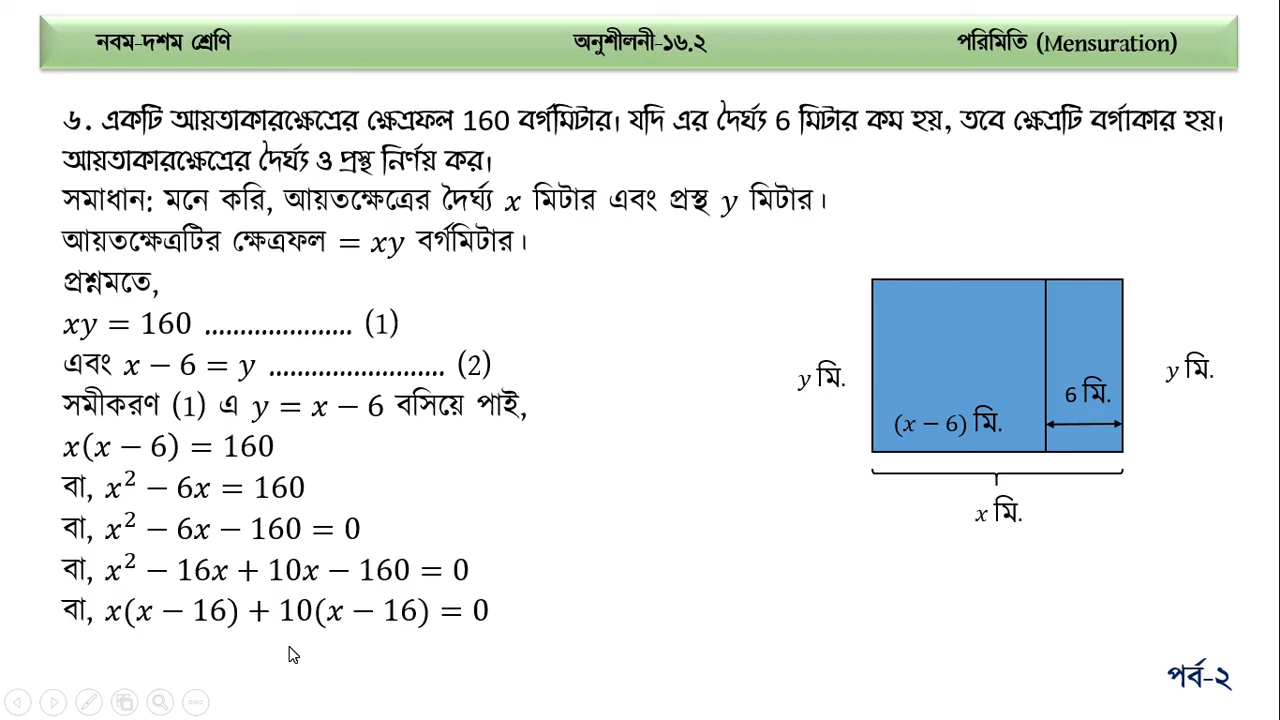 নবম-দশম শ্রেণি অনুশীলনী-১৬.২ পরিমিতি (Mensuration)
৬. একটি আয়তাকারক্ষেত্রের ক্ষেত্রফল 160 বর্গমিটার। যদি এর দৈর্ঘ্য 6 মিটার কম হয়, তবে ক্ষেত্রটি বর্গাকার হয়।
আয়তাকারক্ষেত্রের দৈর্ঘ্য ও প্রস্থ নির্ণয় কর।
সমাধান: মনে করি, আয়তক্ষেত্রের দৈর্ঘ্য x মিটার এবং প্রস্থ y মিটার।
আয়তক্ষেত্রটির ক্ষেত্রফল = xy বর্গমিটার।
প্রশ্নমতে,
xy = 160 ..................... (1)
এবং x − 6 = y ......................... (2)
সমীকরণ (1) এ y = x − 6 বসিয়ে পাই,
x(x − 6) = 160
বা, x² − 6x = 160
বা, x² − 6x − 160 = 0
বা, x² − 16x + 10x − 160 = 0
বা, x(x − 16) + 10(x − 16) = 0
y মি.
y মি.
6 মি.
(x − 6) মি.
x মি.
পর্ব-২